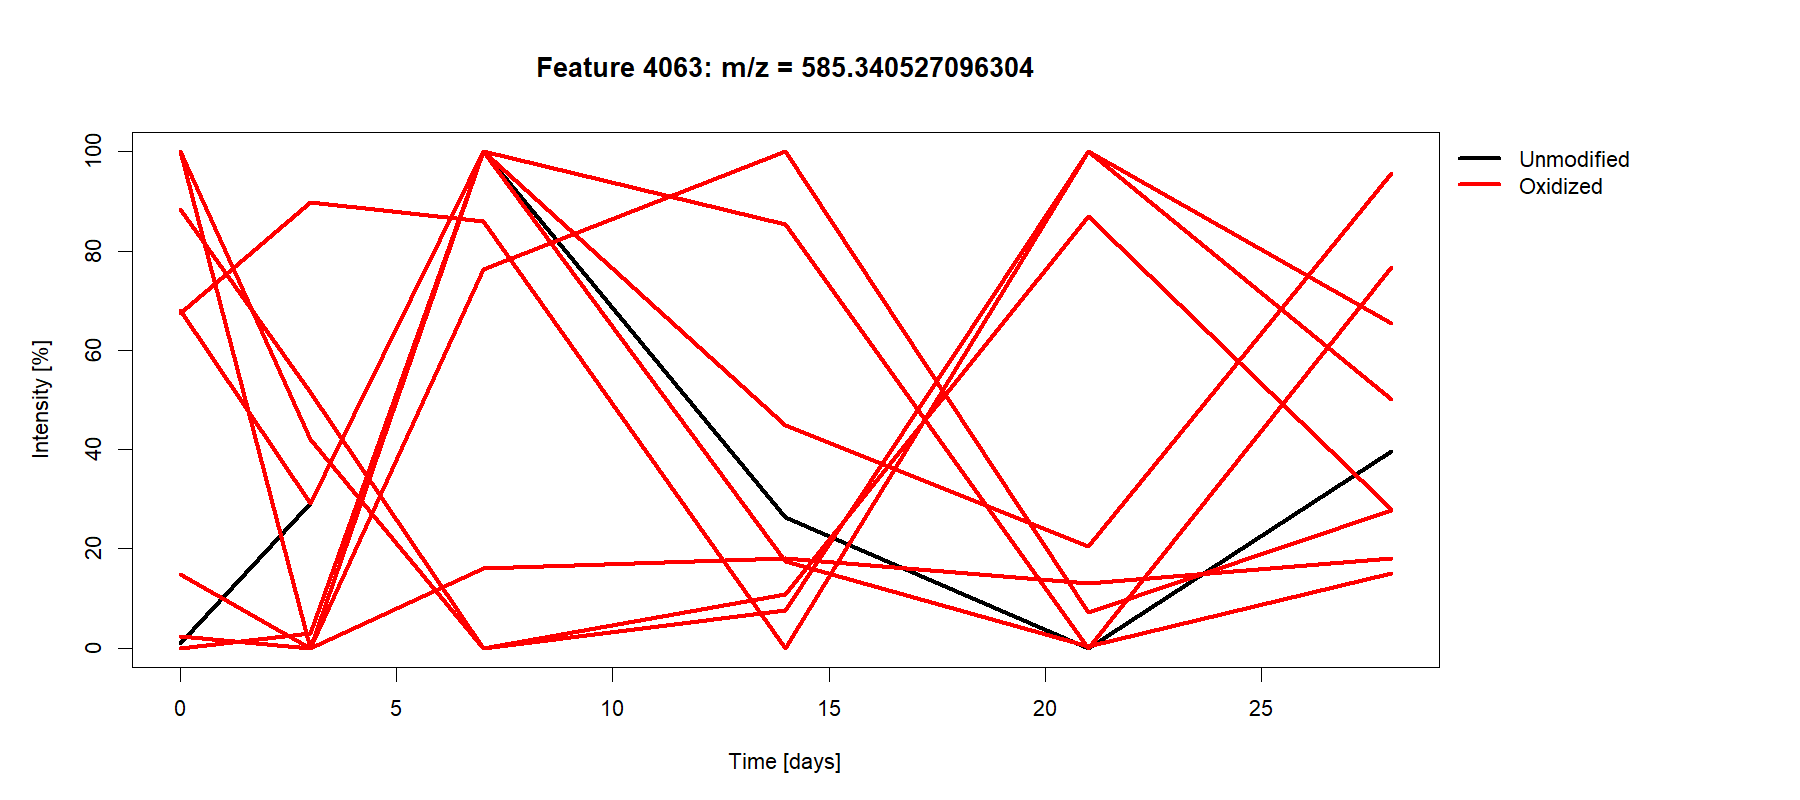 Feature 4063: m/z = 585.340527096304
Unmodified
Oxidized
Intensity [%]
100
80
60
40
20
0
0 5 10 15 20 25
Time [days]